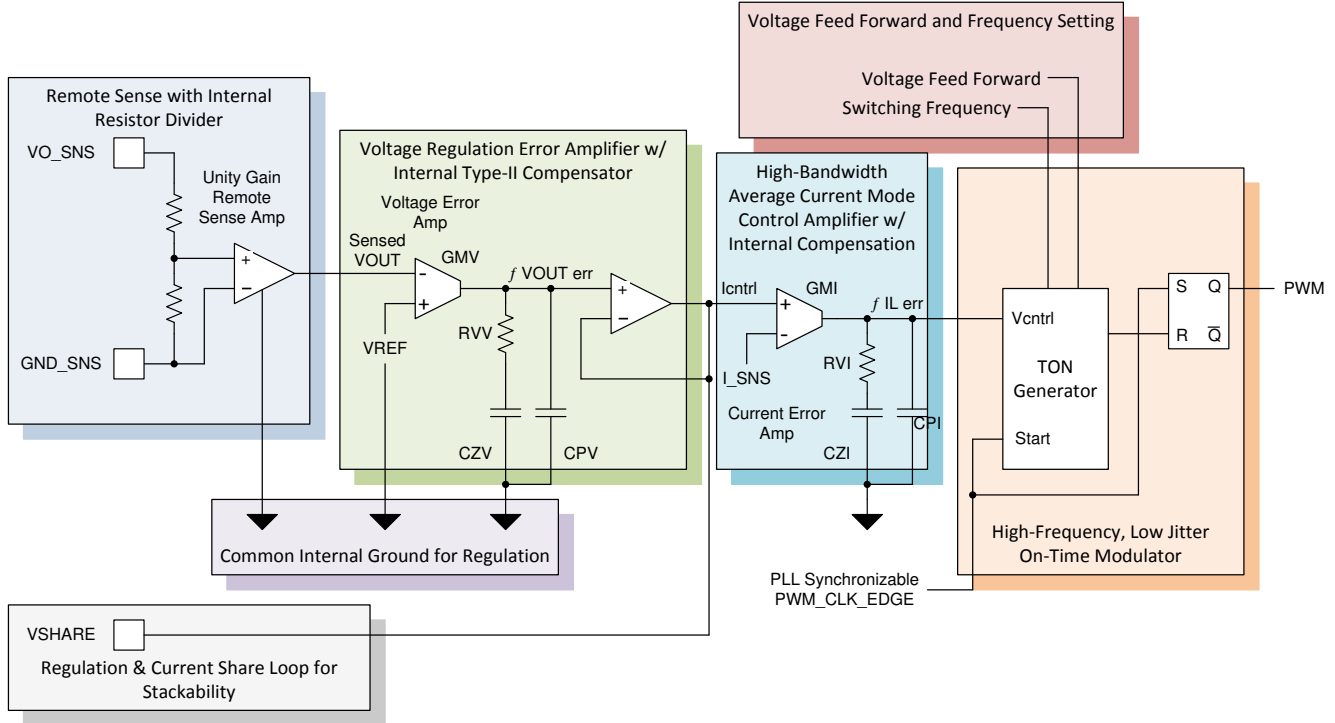 Voltage Feed Forward and Frequency Setting
Voltage Feed Forward
Switching Frequency
Remote Sense with Internal
Resistor Divider
VO_SNS
Unity Gain
Remote
Sense Amp
GND_SNS
Voltage Regulation Error Amplifier w/
Internal Type-II Compensator
Voltage Error
Amp
Sensed
VOUT
GMV
ƒ VOUT err
+
−
-
+
+
−
VREF
RVV
CZV
CPV
High-Bandwidth
Average Current Mode
Control Amplifier w/
Internal Compensation
Icntrl
GMI
+
-
ƒ IL err
I_SNS
RVI
Current Error
Amp
CPI
CZI
Vcntrl
TON
Generator
Start
S Q
R Q̅
PWM
High-Frequency, Low Jitter
On-Time Modulator
Common Internal Ground for Regulation
PLL Synchronizable
PWM_CLK_EDGE
VSHARE
Regulation & Current Share Loop for
Stackability